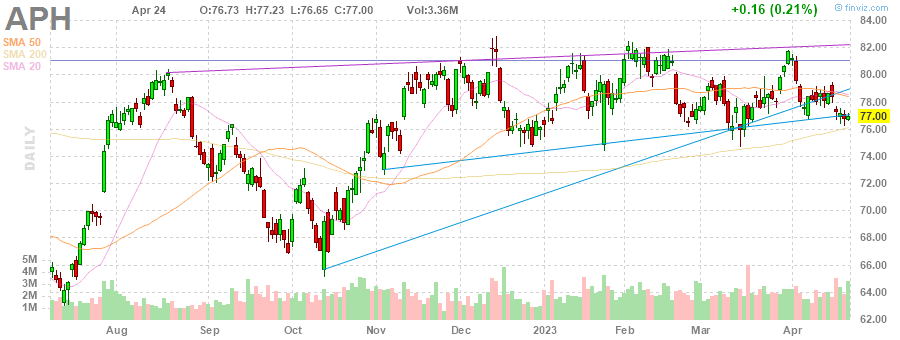 APH Apr 24 O:76.73 H:77.23 L:76.65 C:77.00 Vol:3.36M +0.16 (0.21%) © finviz.com
SMA 50
SMA 200
SMA 20
DAILY
84.00
82.00
80.00
78.00
77.00
76.00
74.00
72.00
70.00
68.00
66.00
64.00
62.00
5M
4M
3M
2M
1M
Aug Sep Oct Nov Dec 2023 Feb Mar Apr